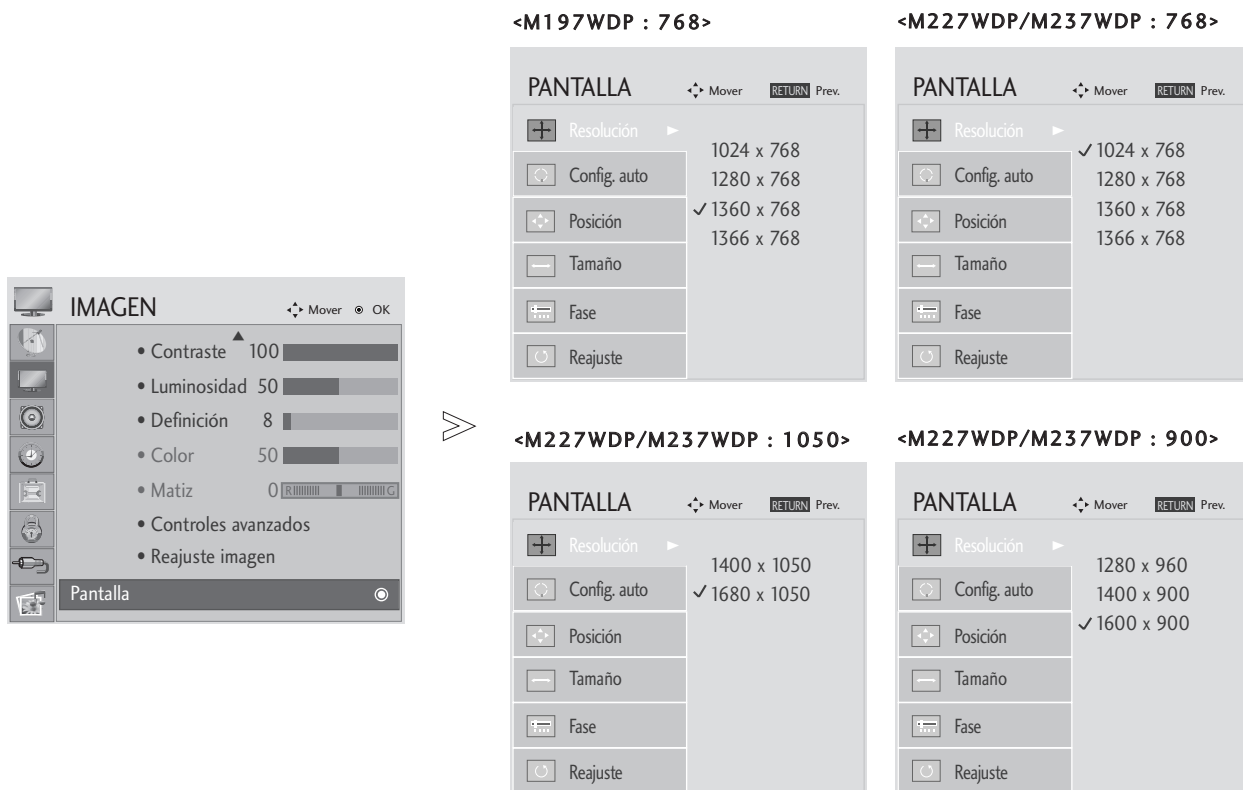 <M197WDP : 768>
PANTALLA Mover RETURN Prev.
Resolución
Config. auto
Posición
Tamaño
Fase
Reajuste
1024 x 768
1280 x 768
✓ 1360 x 768
1366 x 768
<M227WDP/M237WDP : 768>
PANTALLA Mover RETURN Prev.
Resolución
Config. auto
Posición
Tamaño
Fase
Reajuste
✓ 1024 x 768
1280 x 768
1360 x 768
1366 x 768
IMAGEN Mover OK
• Contraste 100
• Luminosidad 50
• Definición 8
• Color 50
• Matiz 0 R G
• Controles avanzados
• Reajuste imagen
Pantalla
<M227WDP/M237WDP : 1050>
PANTALLA Mover RETURN Prev.
Resolución
Config. auto
Posición
Tamaño
Fase
Reajuste
1400 x 1050
✓ 1680 x 1050
<M227WDP/M237WDP : 900>
PANTALLA Mover RETURN Prev.
Resolución
Config. auto
Posición
Tamaño
Fase
Reajuste
1280 x 960
1400 x 900
✓ 1600 x 900